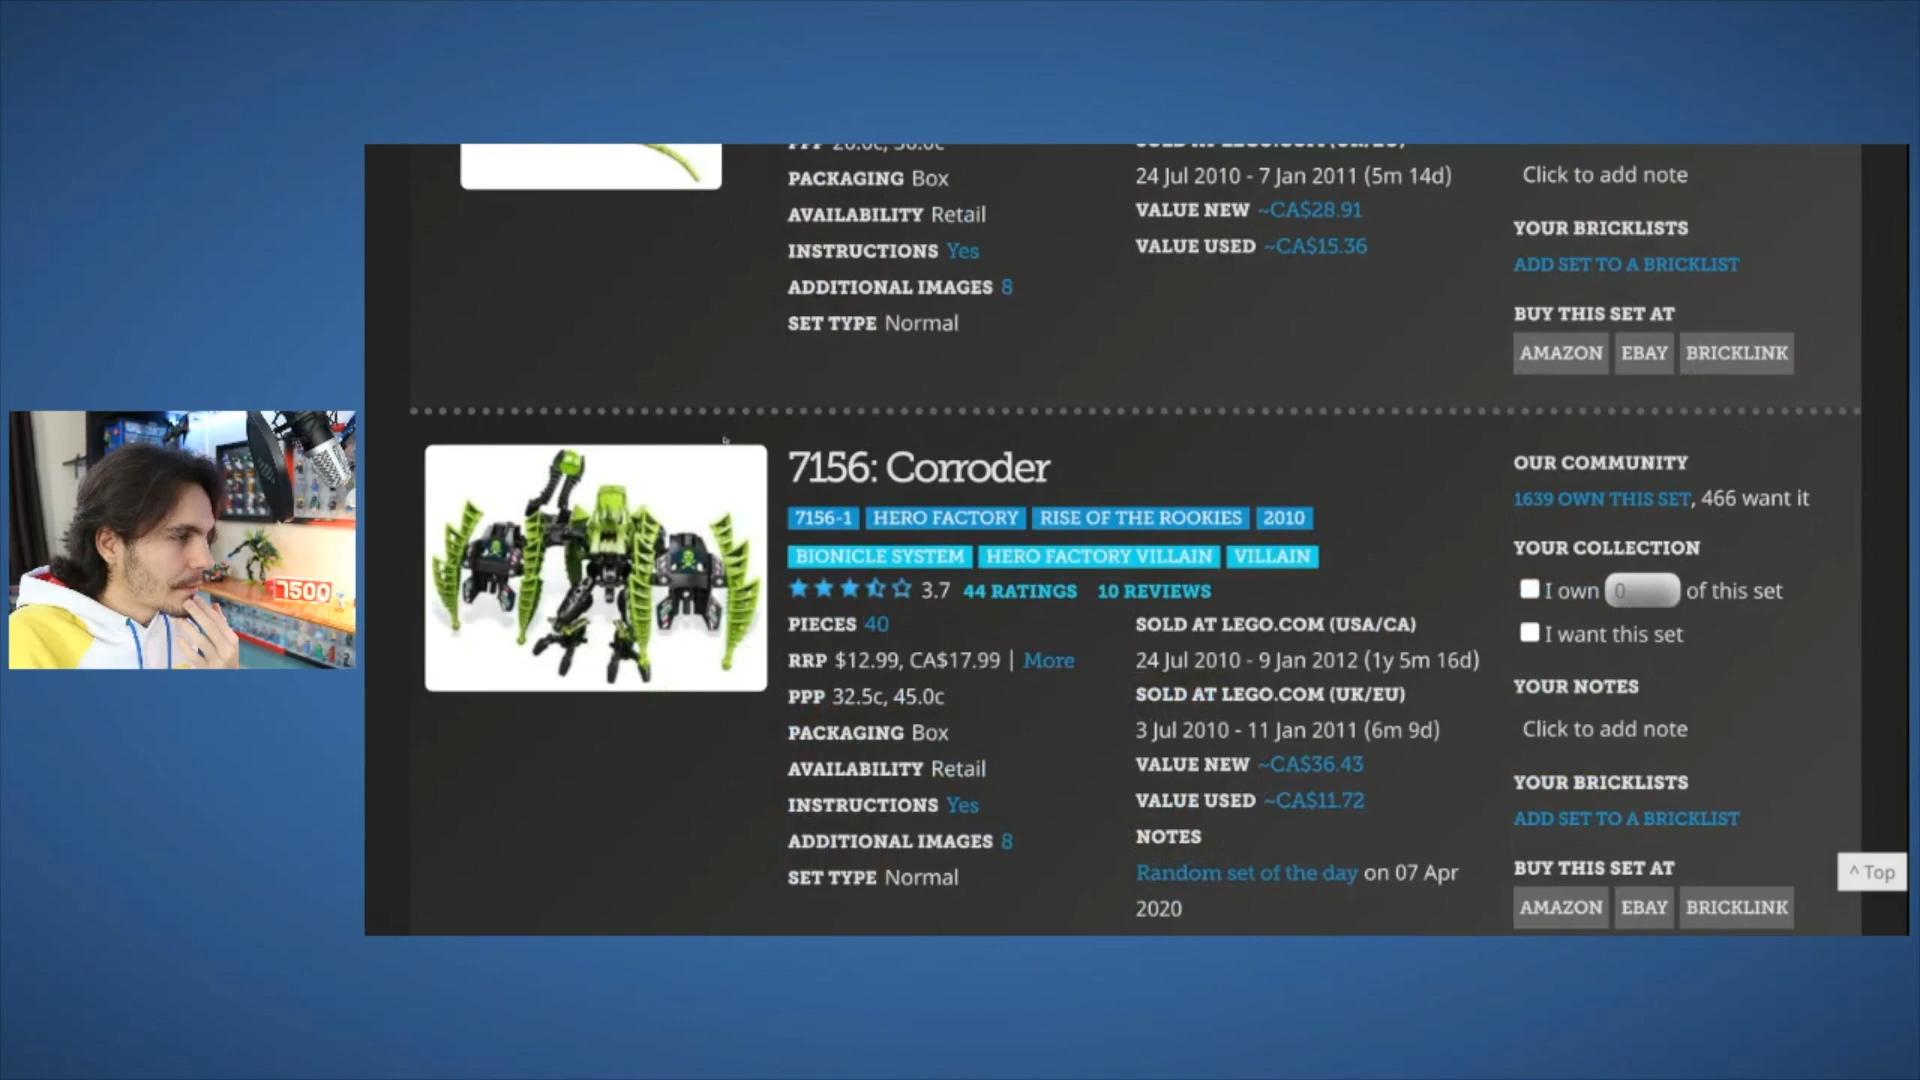 PACKAGING Box
AVAILABILITY Retail
INSTRUCTIONS Yes
ADDITIONAL IMAGES 8
SET TYPE Normal
24 Jul 2010 - 7 Jan 2011 (5m 14d)
VALUE NEW ~CA$28.91
VALUE USED ~CA$15.36
Click to add note
YOUR BRICKLISTS
ADD SET TO A BRICKLIST
BUY THIS SET AT
AMAZON EBAY BRICKLINK
7156: Corroder
7156-1 HERO FACTORY RISE OF THE ROOKIES 2010
BIONICLE SYSTEM HERO FACTORY VILLAIN VILLAIN
3.7 44 RATINGS 10 REVIEWS
PIECES 40
RRP $12.99, CA$17.99 | More
PPP 32.5c, 45.0c
PACKAGING Box
AVAILABILITY Retail
INSTRUCTIONS Yes
ADDITIONAL IMAGES 8
SET TYPE Normal
SOLD AT LEGO.COM (USA/CA)
24 Jul 2010 - 9 Jan 2012 (1y 5m 16d)
SOLD AT LEGO.COM (UK/EU)
3 Jul 2010 - 11 Jan 2011 (6m 9d)
VALUE NEW ~CA$36.43
VALUE USED ~CA$11.72
NOTES
Random set of the day on 07 Apr
2020
OUR COMMUNITY
1639 OWN THIS SET, 466 want it
YOUR COLLECTION
I own 0 of this set
I want this set
YOUR NOTES
Click to add note
YOUR BRICKLISTS
ADD SET TO A BRICKLIST
BUY THIS SET AT
AMAZON EBAY BRICKLINK
^ Top
7500